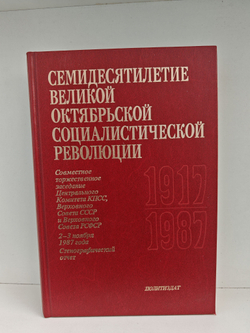 СЕМИДЕСЯТИЛЕТИЕ
ВЕЛИКОЙ
ОКТЯБРЬСКОЙ
СОЦИАЛИСТИЧЕСКОЙ
РЕВОЛЮЦИИ
Совместное
торжественное
заседание
Центрального
Комитета КПСС,
Верховного
Совета СССР
и Верховного
Совета РСФСР
2—3 ноября
1987 года
Стенографический
отчет
1917
1987
ПОЛИТИЗДАТ